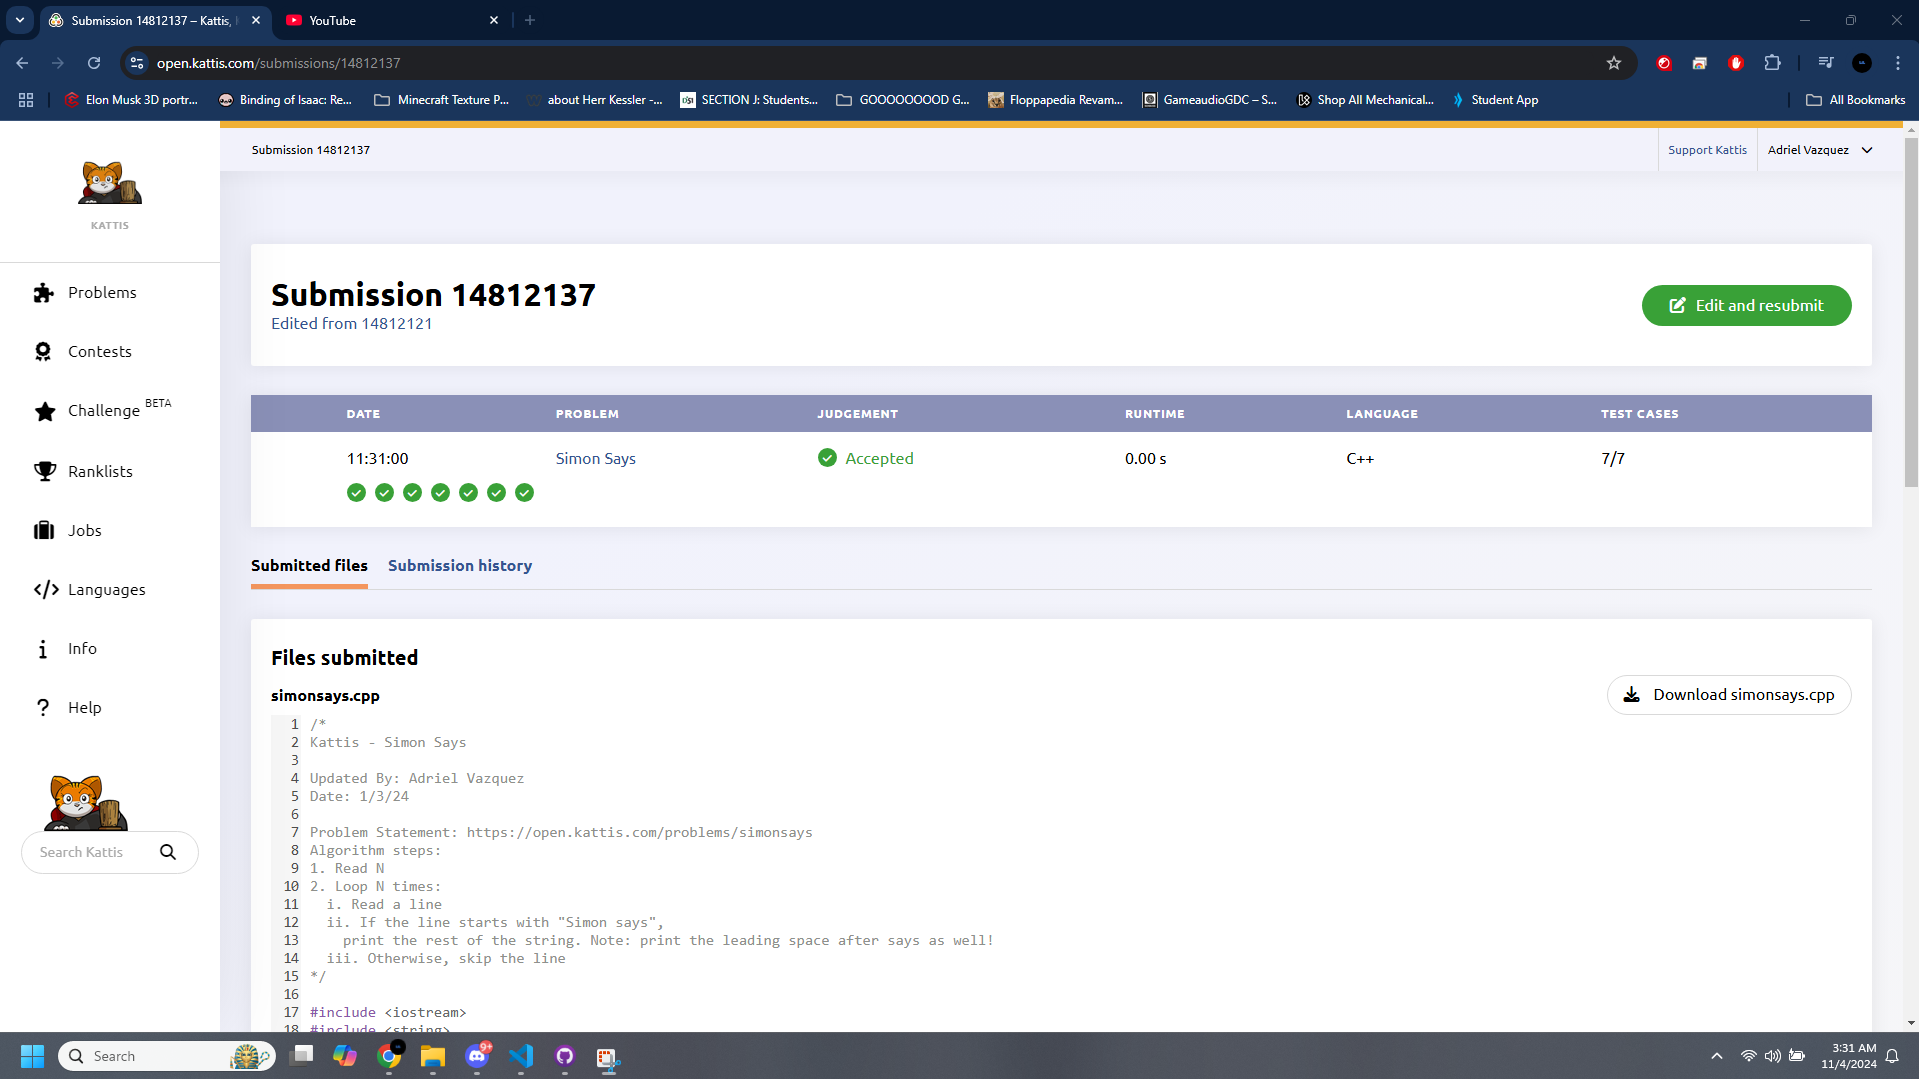 Submission 14812137 – Kattis,
YouTube
open.kattis.com/submissions/14812137
Elon Musk 3D portr...
Binding of Isaac: Re...
Minecraft Texture P...
about Herr Kessler -...
SECTION J: Students...
GOOOOOOOOD G...
Floppapedia Revam...
GameaudioGDC – S...
Shop All Mechanical...
Student App
All Bookmarks
Submission 14812137
Support Kattis
Adriel Vazquez
KATTIS
Problems
Contests
Challenge BETA
Ranklists
Jobs
Languages
Info
Help
Search Kattis
Submission 14812137
Edited from 14812121
Edit and resubmit
DATE PROBLEM JUDGEMENT RUNTIME LANGUAGE TEST CASES
11:31:00 Simon Says Accepted 0.00 s C++ 7/7
Submitted files Submission history
Files submitted
simonsays.cpp
Download simonsays.cpp
1 /*
2 Kattis - Simon Says
3
4 Updated By: Adriel Vazquez
5 Date: 1/3/24
6
7 Problem Statement: https://open.kattis.com/problems/simonsays
8 Algorithm steps:
9 1. Read N
10 2. Loop N times:
11 i. Read a line
12 ii. If the line starts with "Simon says",
13 print the rest of the string. Note: print the leading space after says as well!
14 iii. Otherwise, skip the line
15 */
16
17 #include <iostream>
18 #include <string>
Search
9+
3:31 AM
11/4/2024